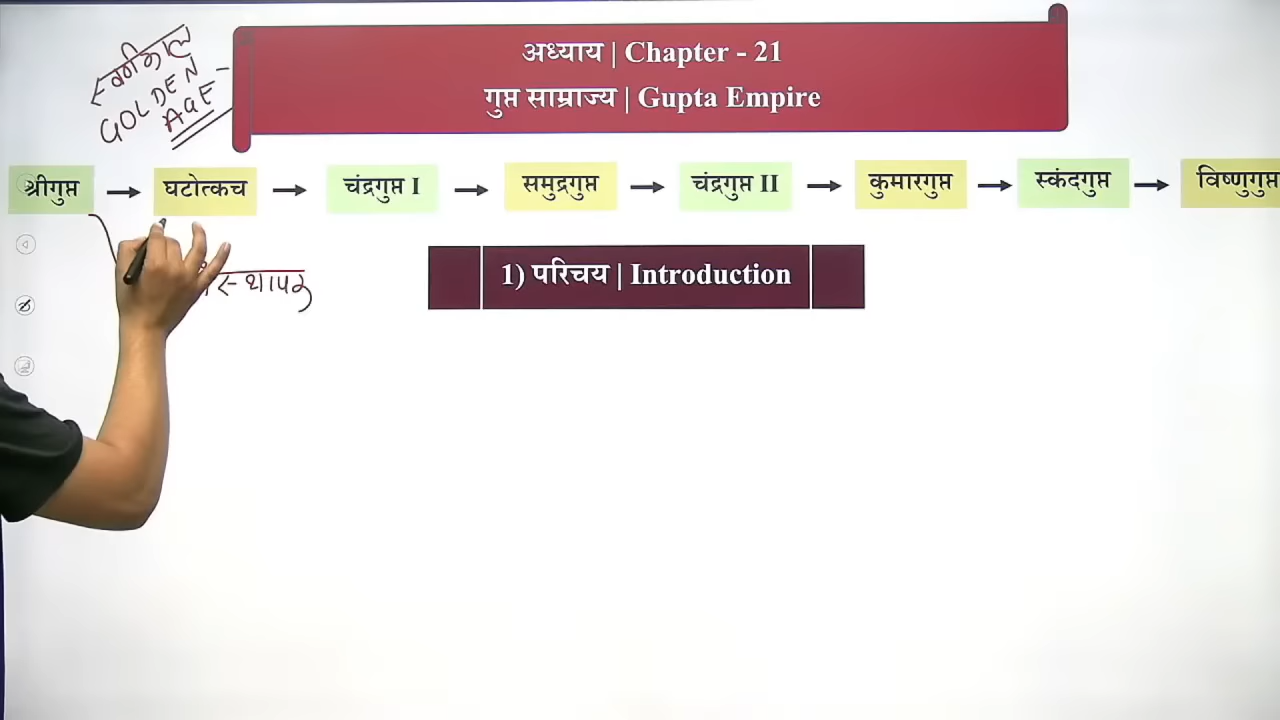 स्वर्णकाल
GOLDEN
AGE
अध्याय | Chapter - 21
गुप्त साम्राज्य | Gupta Empire
श्रीगुप्त → घटोत्कच → चंद्रगुप्त I → समुद्रगुप्त → चंद्रगुप्त II → कुमारगुप्त → स्कंदगुप्त → विष्णुगुप्त
1) परिचय | Introduction